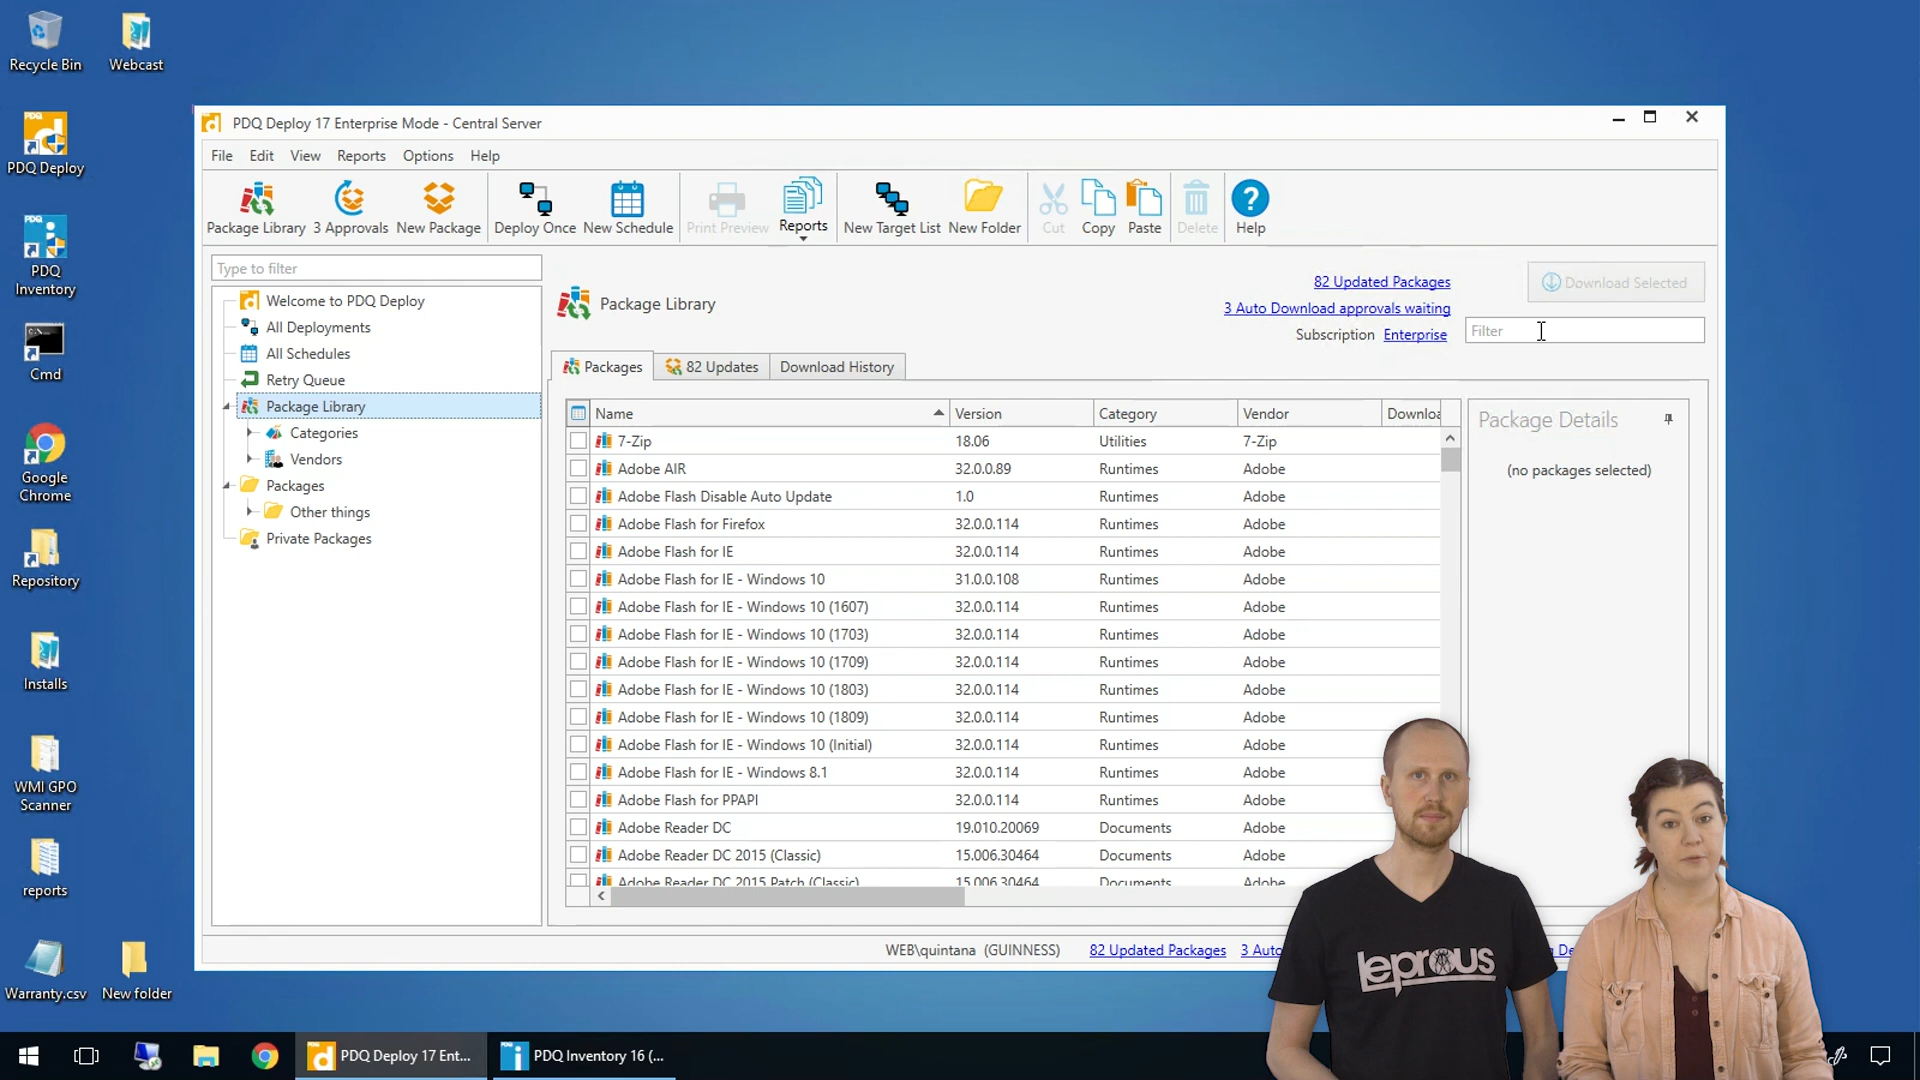 Recycle Bin
Webcast
PDQ Deploy
PDQ Inventory
Cmd
Google Chrome
Repository
Installs
WMI GPO Scanner
reports
Warranty.csv
New folder
PDQ Deploy 17 Enterprise Mode - Central Server
File Edit View Reports Options Help
Package Library 3 Approvals New Package Deploy Once New Schedule Print Preview Reports New Target List New Folder Cut Copy Paste Delete Help
Type to filter
Welcome to PDQ Deploy
All Deployments
All Schedules
Retry Queue
Package Library
Categories
Vendors
Packages
Other things
Private Packages
Package Library
82 Updated Packages
Download Selected
3 Auto Download approvals waiting
Subscription Enterprise
Filter
Packages 82 Updates Download History
Name Version Category Vendor Downloa
7-Zip 18.06 Utilities 7-Zip
Adobe AIR 32.0.0.89 Runtimes Adobe
Adobe Flash Disable Auto Update 1.0 Runtimes Adobe
Adobe Flash for Firefox 32.0.0.114 Runtimes Adobe
Adobe Flash for IE 32.0.0.114 Runtimes Adobe
Adobe Flash for IE - Windows 10 31.0.0.108 Runtimes Adobe
Adobe Flash for IE - Windows 10 (1607) 32.0.0.114 Runtimes Adobe
Adobe Flash for IE - Windows 10 (1703) 32.0.0.114 Runtimes Adobe
Adobe Flash for IE - Windows 10 (1709) 32.0.0.114 Runtimes Adobe
Adobe Flash for IE - Windows 10 (1803) 32.0.0.114 Runtimes Adobe
Adobe Flash for IE - Windows 10 (1809) 32.0.0.114 Runtimes Adobe
Adobe Flash for IE - Windows 10 (Initial) 32.0.0.114 Runtimes Adobe
Adobe Flash for IE - Windows 8.1 32.0.0.114 Runtimes Adobe
Adobe Flash for PPAPI 32.0.0.114 Runtimes Adobe
Adobe Reader DC 19.010.20069 Documents Adobe
Adobe Reader DC 2015 (Classic) 15.006.30464 Documents Adobe
Adobe Reader DC 2015 Patch (Classic) 15.006.30464 Documents Adobe
Package Details
(no packages selected)
WEB\quintana (GUINNESS) 82 Updated Packages 3 Auto De
leprous
PDQ Deploy 17 Ent...
PDQ Inventory 16 (...